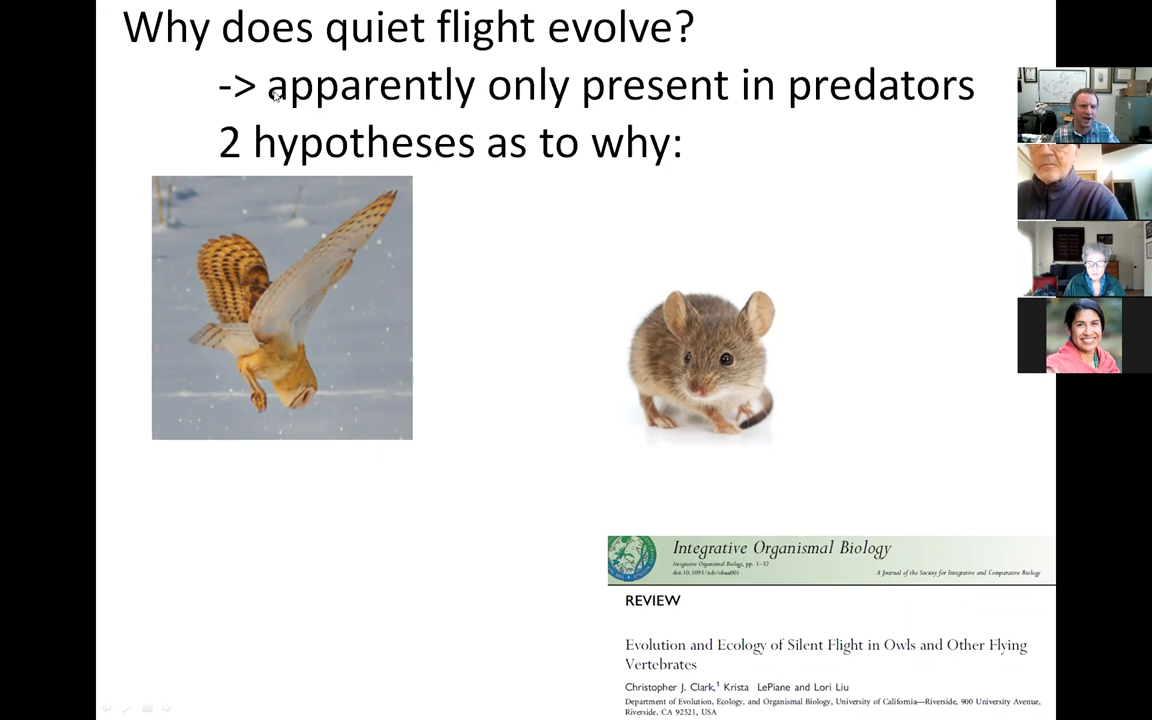 Why does quiet flight evolve?
-> apparently only present in predators
2 hypotheses as to why:
Integrative Organismal Biology
Integrative Organismal Biology, pp. 1–32
doi:10.1093/iob/obaa001
A Journal of the Society for Integrative and Comparative Biology
REVIEW
Evolution and Ecology of Silent Flight in Owls and Other Flying
Vertebrates
Christopher J. Clark,1 Krista LePiane and Lori Liu
Department of Evolution, Ecology, and Organismal Biology, University of California—Riverside, 900 University Avenue,
Riverside, CA 92521, USA